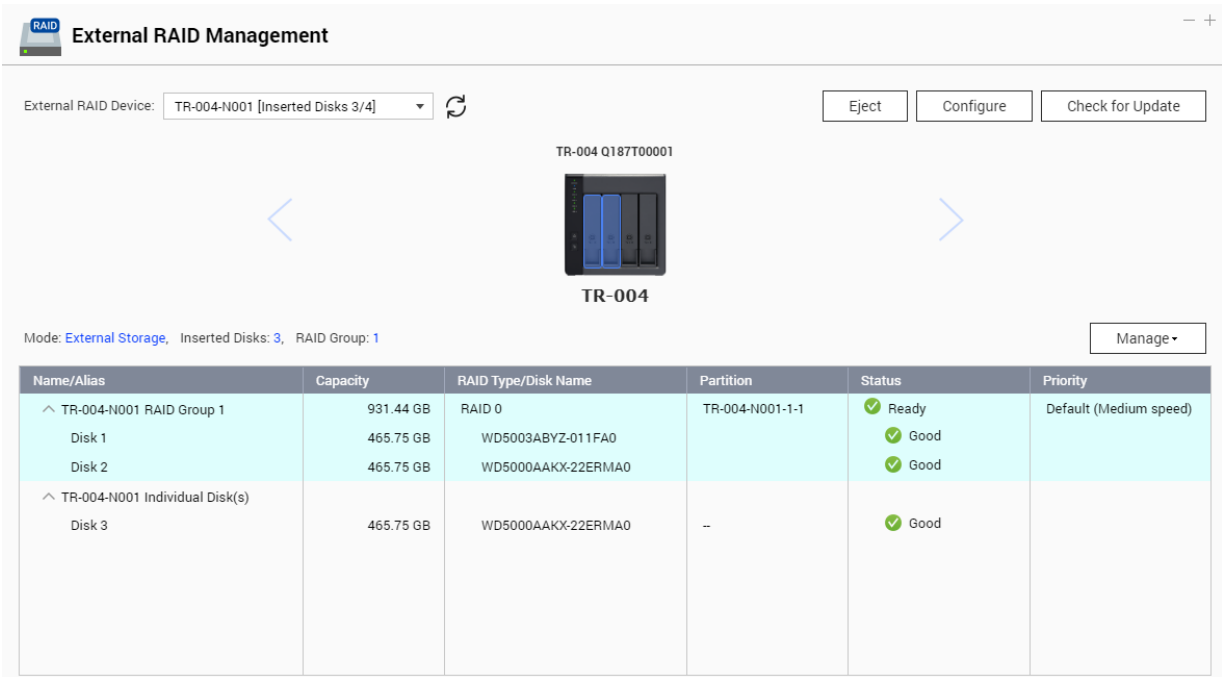 RAID
External RAID Management
External RAID Device: TR-004-N001 [Inserted Disks 3/4] Eject Configure Check for Update
TR-004 Q187T00001
TR-004
Mode: External Storage, Inserted Disks: 3, RAID Group: 1 Manage
Name/Alias Capacity RAID Type/Disk Name Partition Status Priority
TR-004-N001 RAID Group 1 931.44 GB RAID 0 TR-004-N001-1-1 Ready Default (Medium speed)
Disk 1 465.75 GB WD5003ABYZ-011FA0 Good
Disk 2 465.75 GB WD5000AAKX-22ERMA0 Good
TR-004-N001 Individual Disk(s)
Disk 3 465.75 GB WD5000AAKX-22ERMA0 -- Good